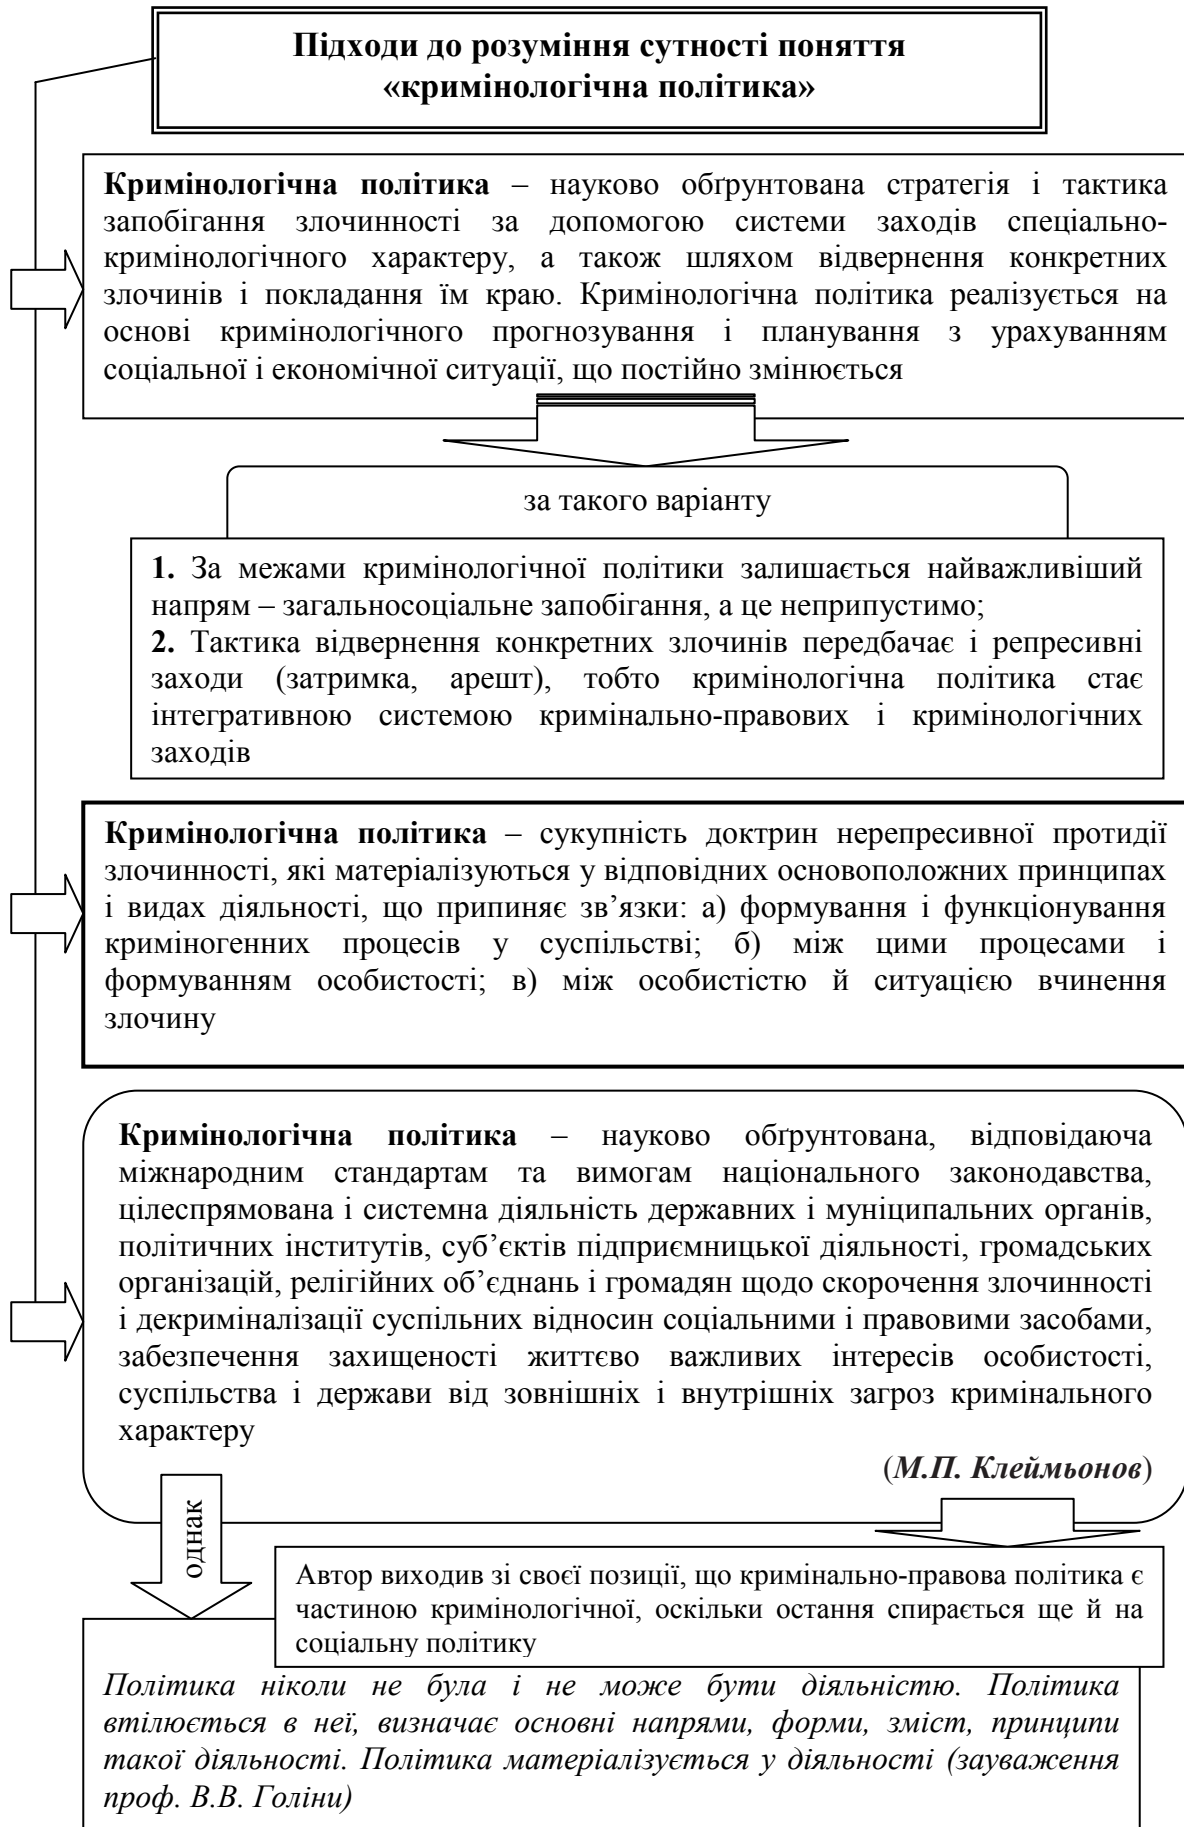 Підходи до розуміння сутності поняття
«кримінологічна політика»
Кримінологічна політика – науково обґрунтована стратегія і тактика
запобігання злочинності за допомогою системи заходів спеціально-
кримінологічного характеру, а також шляхом відвернення конкретних
злочинів і покладання їм краю. Кримінологічна політика реалізується на
основі кримінологічного прогнозування і планування з урахуванням
соціальної і економічної ситуації, що постійно змінюється
за такого варіанту
1. За межами кримінологічної політики залишається найважливіший
напрям – загальносоціальне запобігання, а це неприпустимо;
2. Тактика відвернення конкретних злочинів передбачає і репресивні
заходи (затримка, арешт), тобто кримінологічна політика стає
інтегративною системою кримінально-правових і кримінологічних
заходів
Кримінологічна політика – сукупність доктрин нерепресивної протидії
злочинності, які матеріалізуються у відповідних основоположних принципах
і видах діяльності, що припиняє зв’язки: а) формування і функціонування
криміногенних процесів у суспільстві; б) між цими процесами і
формуванням особистості; в) між особистістю й ситуацією вчинення
злочину
Кримінологічна політика – науково обґрунтована, відповідаюча
міжнародним стандартам та вимогам національного законодавства,
цілеспрямована і системна діяльність державних і муніципальних органів,
політичних інститутів, суб’єктів підприємницької діяльності, громадських
організацій, релігійних об’єднань і громадян щодо скорочення злочинності
і декриміналізації суспільних відносин соціальними і правовими засобами,
забезпечення захищеності життєво важливих інтересів особистості,
суспільства і держави від зовнішніх і внутрішніх загроз кримінального
характеру
(М.П. Клеймьонов)
однак
Автор виходив зі своєї позиції, що кримінально-правова політика є
частиною кримінологічної, оскільки остання спирається ще й на
соціальну політику
Політика ніколи не була і не може бути діяльністю. Політика
втілюється в неї, визначає основні напрями, форми, зміст, принципи
такої діяльності. Політика матеріалізується у діяльності (зауваження
проф. В.В. Голіни)